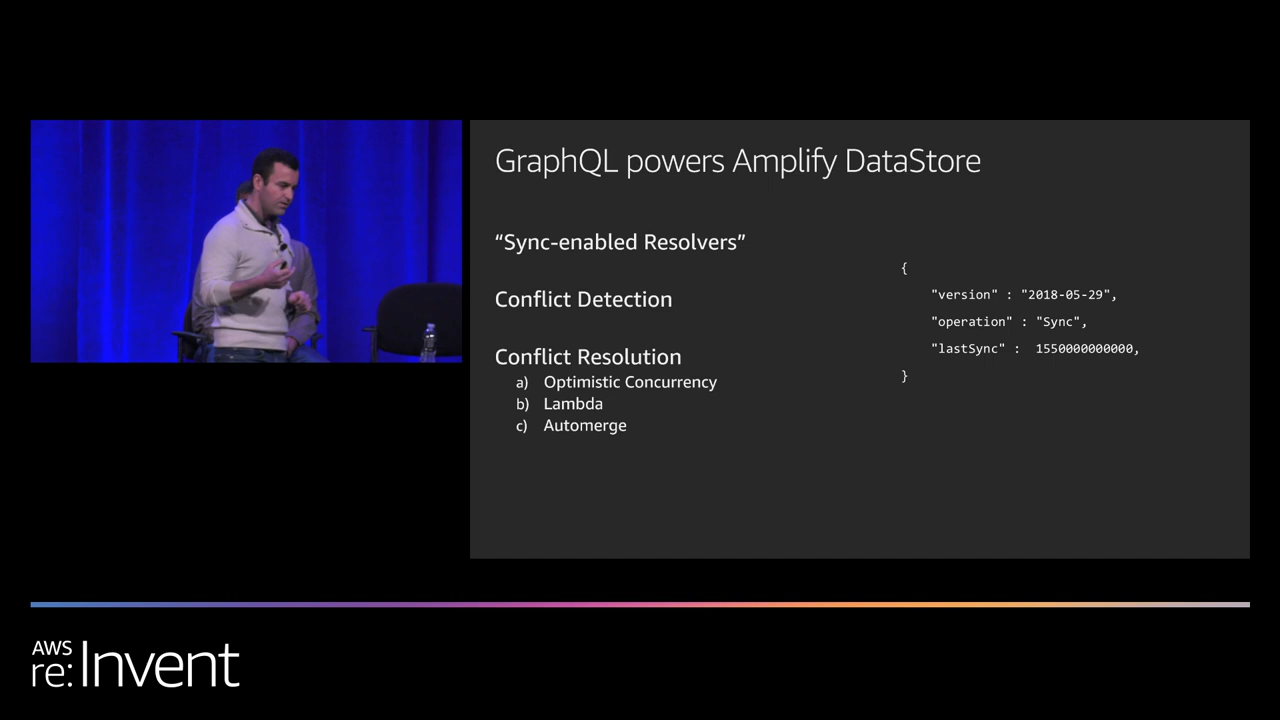 GraphQL powers Amplify DataStore
“Sync-enabled Resolvers”
Conflict Detection
Conflict Resolution
a) Optimistic Concurrency
b) Lambda
c) Automerge
{
"version" : "2018-05-29",
"operation" : "Sync",
"lastSync" : 1550000000000,
}
AWS
re:Invent